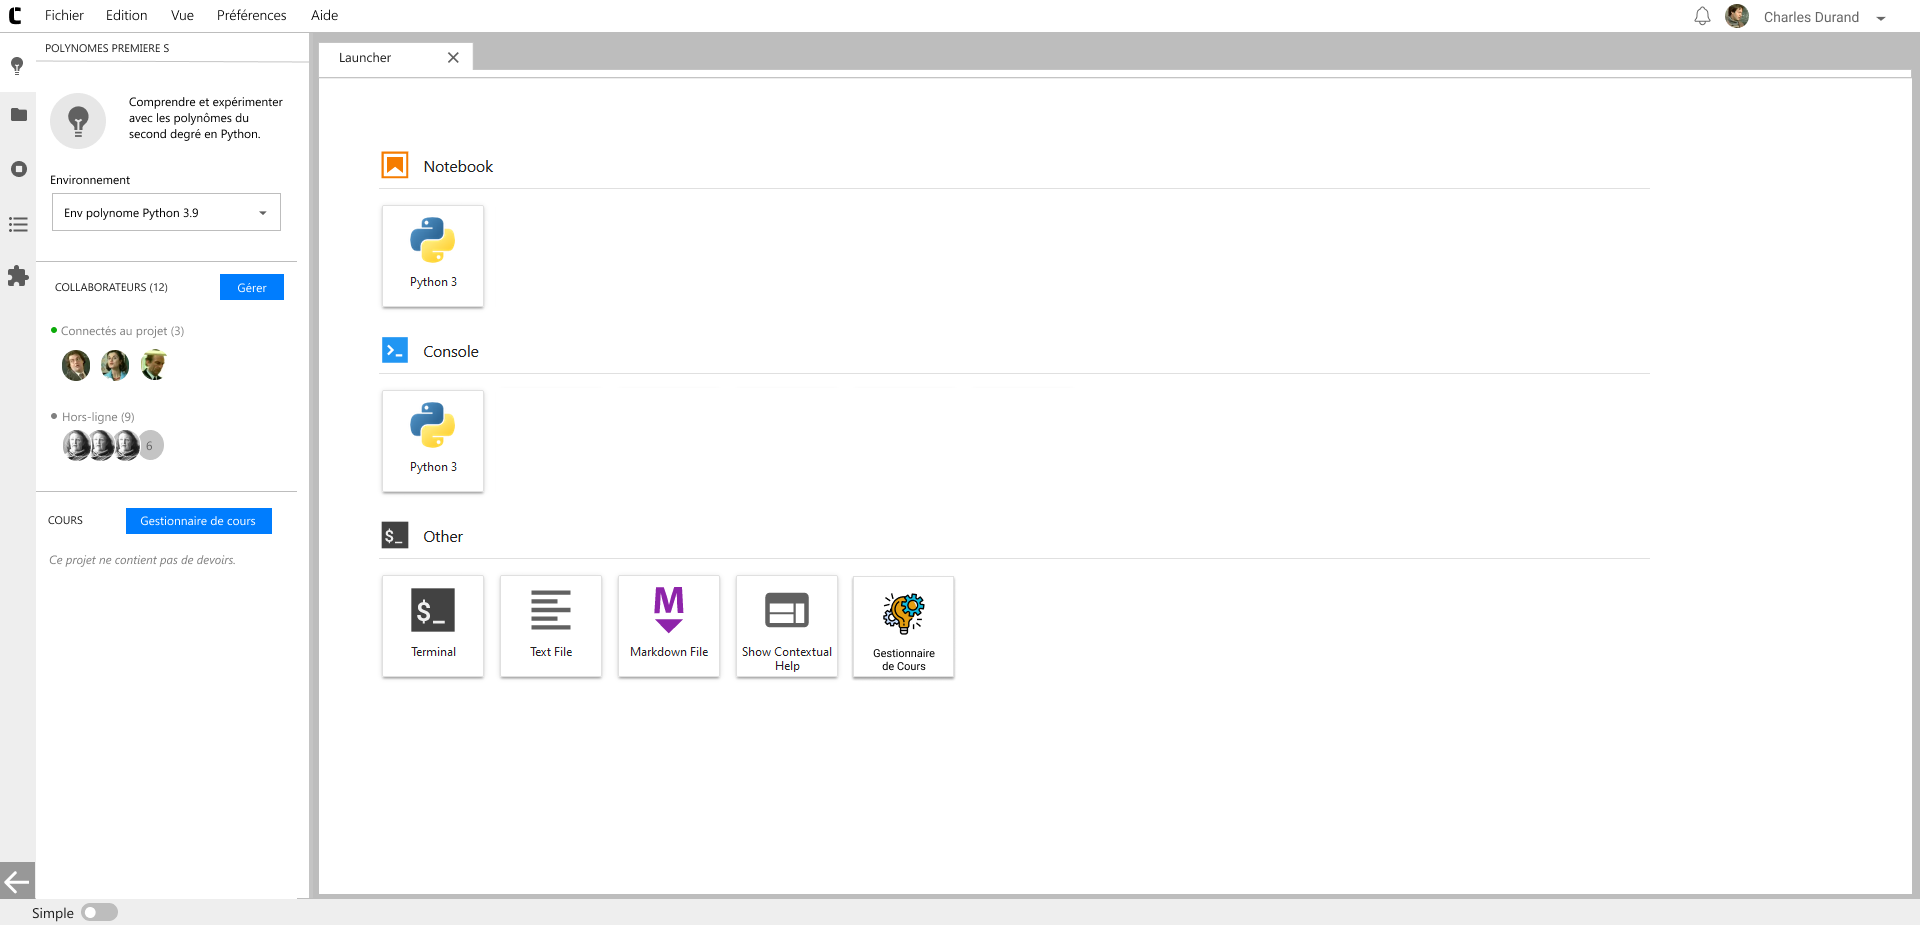 Fichier Edition Vue Préférences Aide
Charles Durand
POLYNOMES PREMIERE S
Comprendre et expérimenter
avec les polynômes du
second degré en Python.
Environnement
Env polynome Python 3.9
COLLABORATEURS (12)
Gérer
Connectés au projet (3)
Hors-ligne (9)
6
COURS
Gestionnaire de cours
Ce projet ne contient pas de devoirs.
Simple
Launcher
Notebook
Python 3
Console
Python 3
Other
$_
Terminal
Text File
Markdown File
Show Contextual
Help
Gestionnaire
de Cours